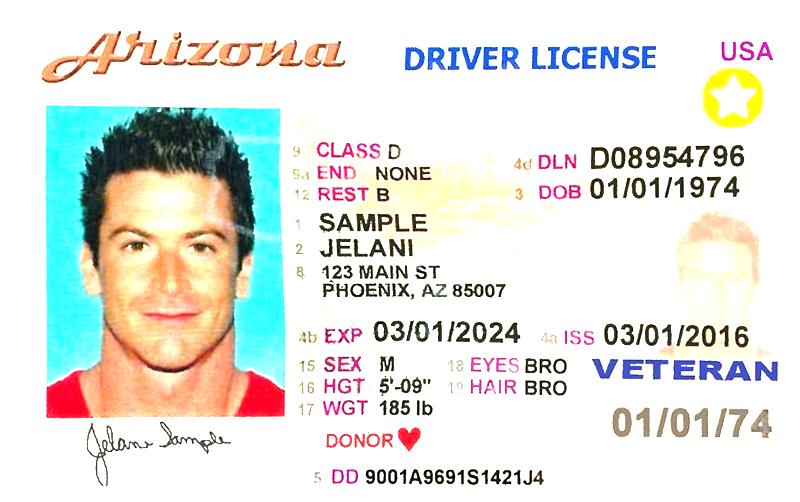 Arizona DRIVER LICENSE USA
9 CLASS D
9a END NONE
12 REST B
4d DLN D08954796
3 DOB 01/01/1974
1 SAMPLE
2 JELANI
8 123 MAIN ST
PHOENIX, AZ 85007
4b EXP 03/01/2024 4a ISS 03/01/2016
15 SEX M 18 EYES BRO
16 HGT 5'-09" 19 HAIR BRO
17 WGT 185 lb
VETERAN
01/01/74
DONOR
Jelani Sample
5 DD 9001A9691S1421J4